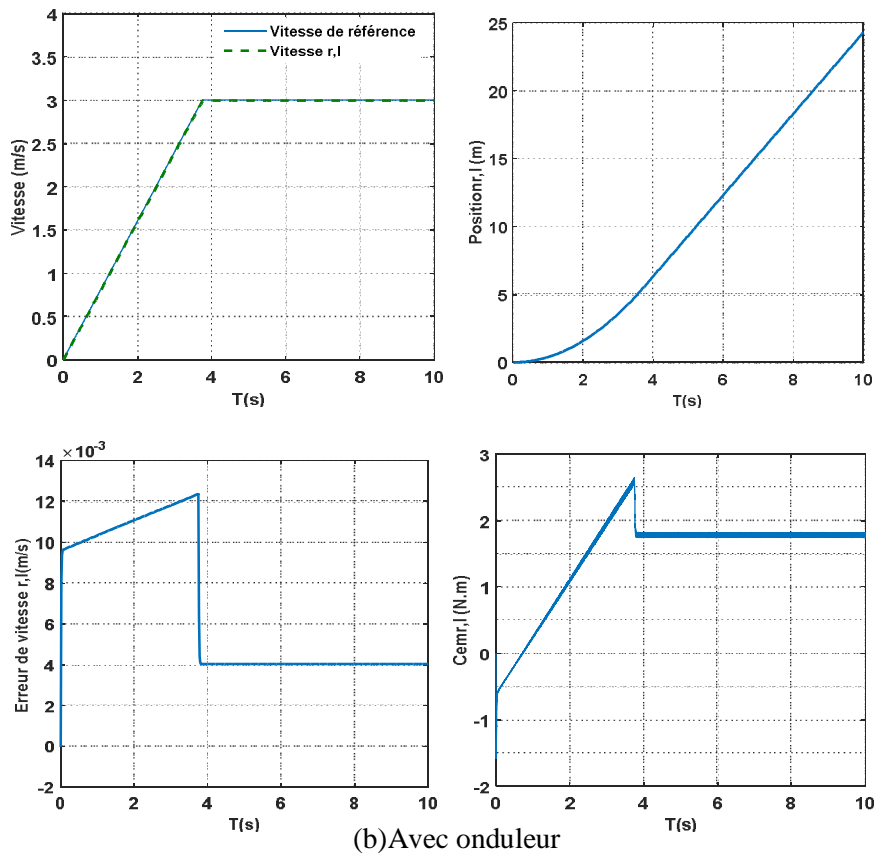 4
3.5
3
2.5
2
1.5
1
0.5
0
Vitesse (m/s)
Vitesse de référence
Vitesse r,l
0 2 4 6 8 10
T(s)
25
20
15
10
5
0
Positionr,l (m)
0 2 4 6 8 10
T(s)
×10-3
14
12
10
8
6
4
2
0
-2
Erreur de vitesse r,l(m/s)
0 2 4 6 8 10
T(s)
3
2
1
0
-1
-2
Cemr,l (N.m)
0 2 4 6 8 10
T(s)
(b)Avec onduleur